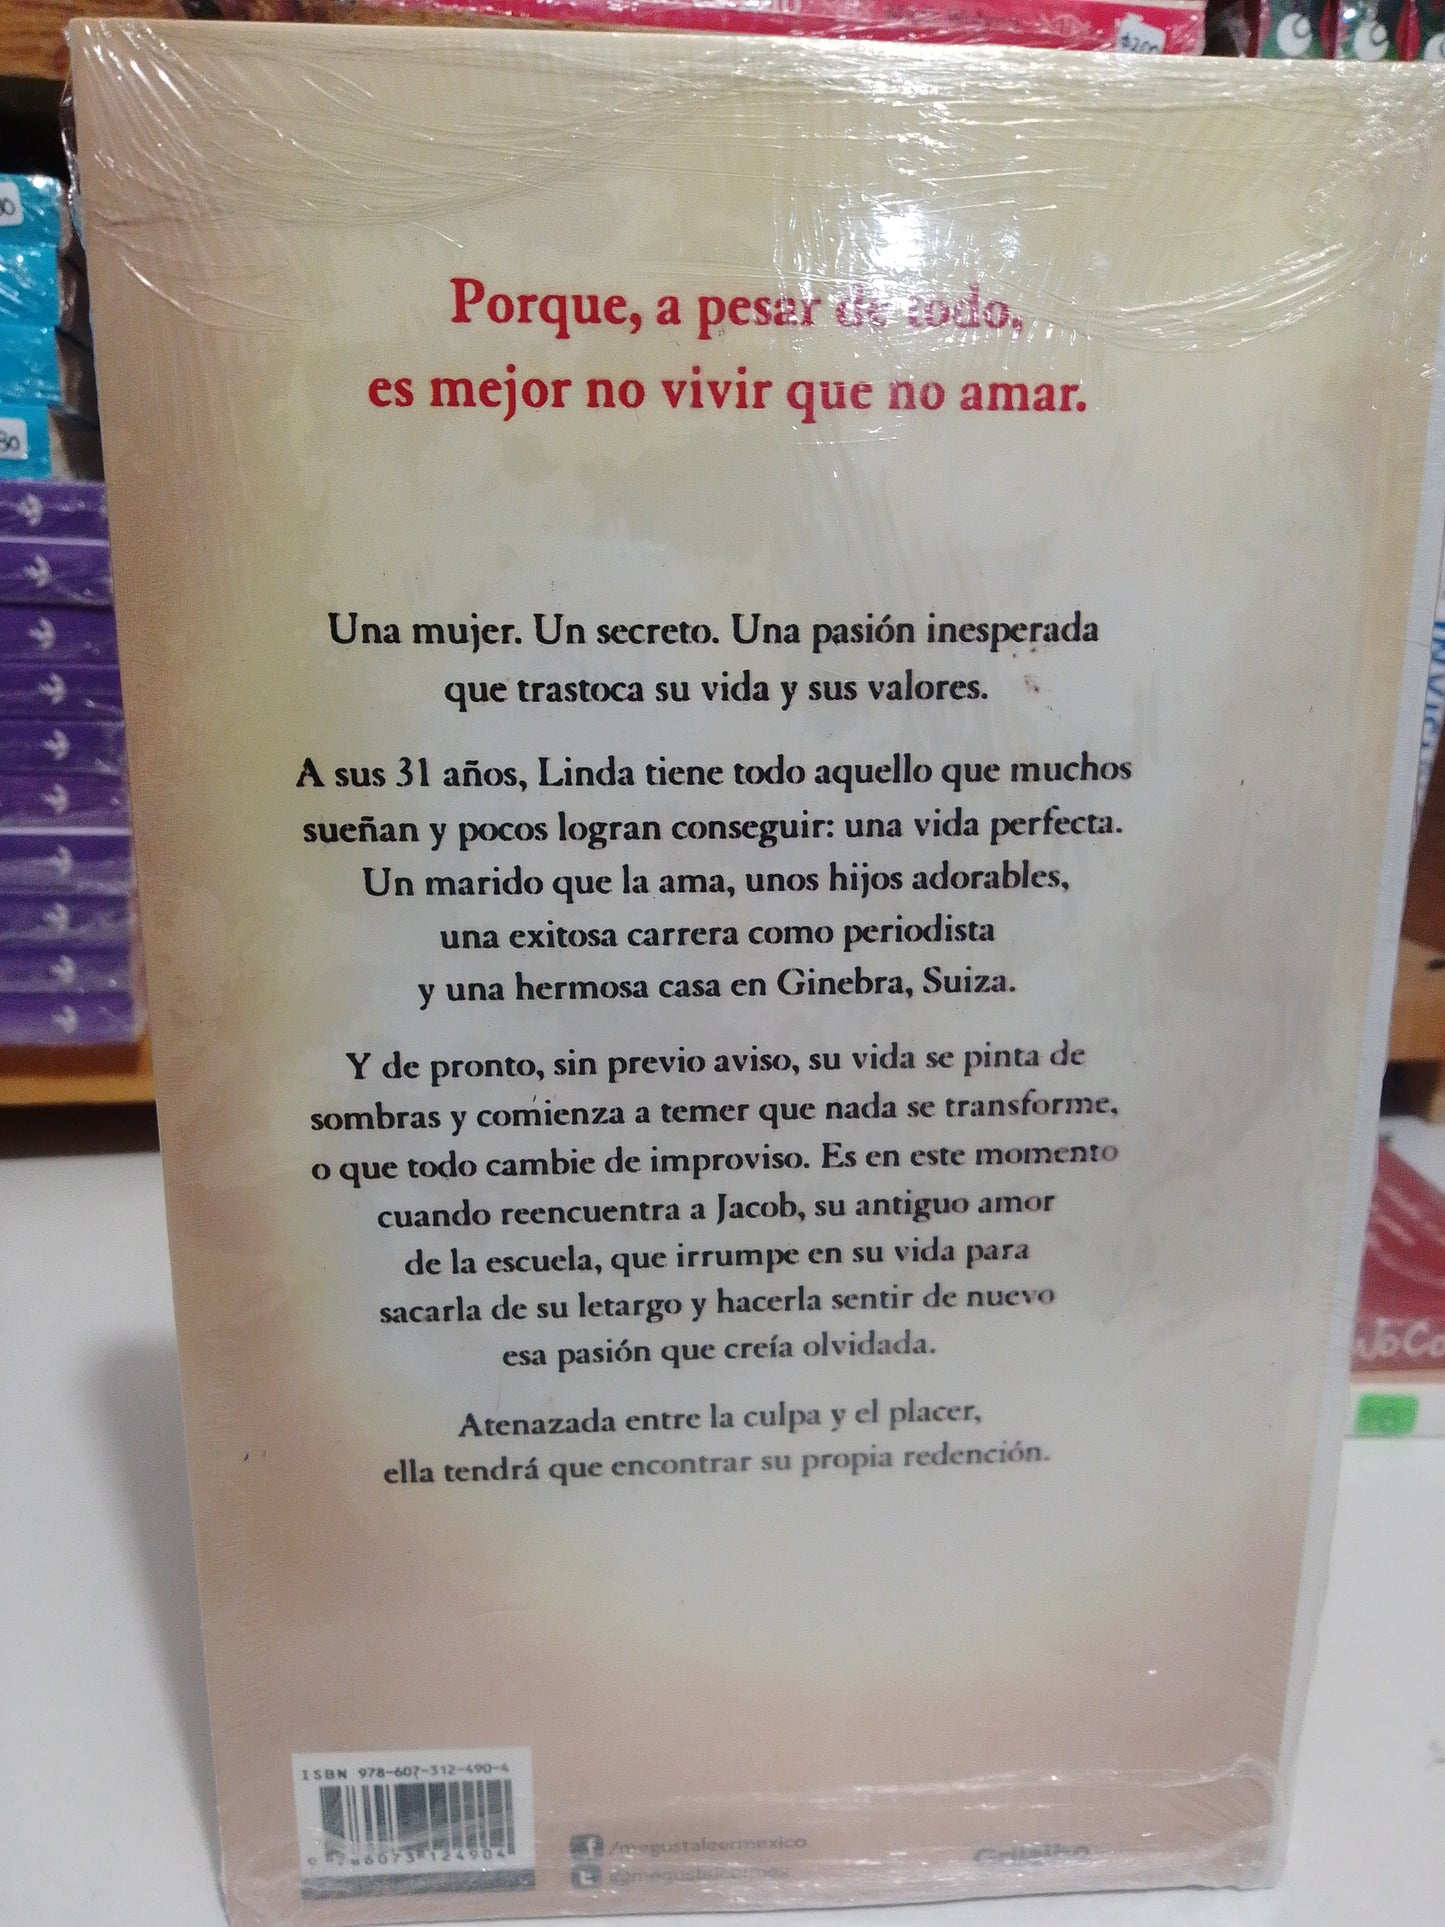 $200
30
Porque, a pesar de todo,
es mejor no vivir que no amar.
Una mujer. Un secreto. Una pasión inesperada
que trastoca su vida y sus valores.
A sus 31 años, Linda tiene todo aquello que muchos
sueñan y pocos logran conseguir: una vida perfecta.
Un marido que la ama, unos hijos adorables,
una exitosa carrera como periodista
y una hermosa casa en Ginebra, Suiza.
Y de pronto, sin previo aviso, su vida se pinta de
sombras y comienza a temer que nada se transforme,
o que todo cambie de improviso. Es en este momento
cuando reencuentra a Jacob, su antiguo amor
de la escuela, que irrumpe en su vida para
sacarla de su letargo y hacerla sentir de nuevo
esa pasión que creía olvidada.
Atenazada entre la culpa y el placer,
ella tendrá que encontrar su propia redención.
ISBN 978-607-312-490-4
9 786073 124904
/megustaleermexico
@megustaleermex
Grijalbo